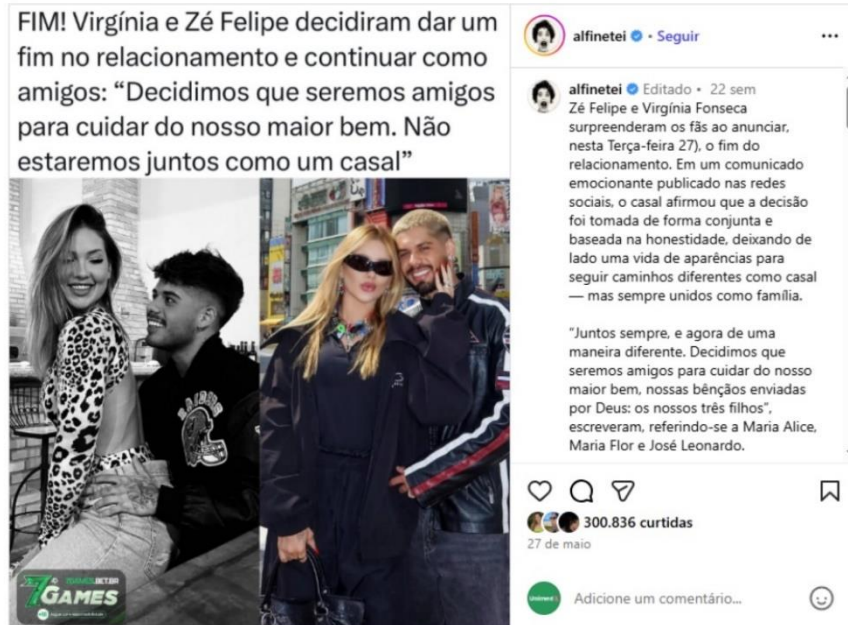 FIM! Virgínia e Zé Felipe decidiram dar um
fim no relacionamento e continuar como
amigos: “Decidimos que seremos amigos
para cuidar do nosso maior bem. Não
estaremos juntos como um casal”
7GAMES.BET.BR
7GAMES
alfinetei • Seguir
alfinetei Editado • 22 sem
Zé Felipe e Virgínia Fonseca
surpreenderam os fãs ao anunciar,
nesta Terça-feira 27), o fim do
relacionamento. Em um comunicado
emocionante publicado nas redes
sociais, o casal afirmou que a decisão
foi tomada de forma conjunta e
baseada na honestidade, deixando de
lado uma vida de aparências para
seguir caminhos diferentes como casal
— mas sempre unidos como família.
"Juntos sempre, e agora de uma
maneira diferente. Decidimos que
seremos amigos para cuidar do nosso
maior bem, nossas bênçãos enviadas
por Deus: os nossos três filhos”,
escreveram, referindo-se a Maria Alice,
Maria Flor e José Leonardo.
300.836 curtidas
27 de maio
Adicione um comentário...